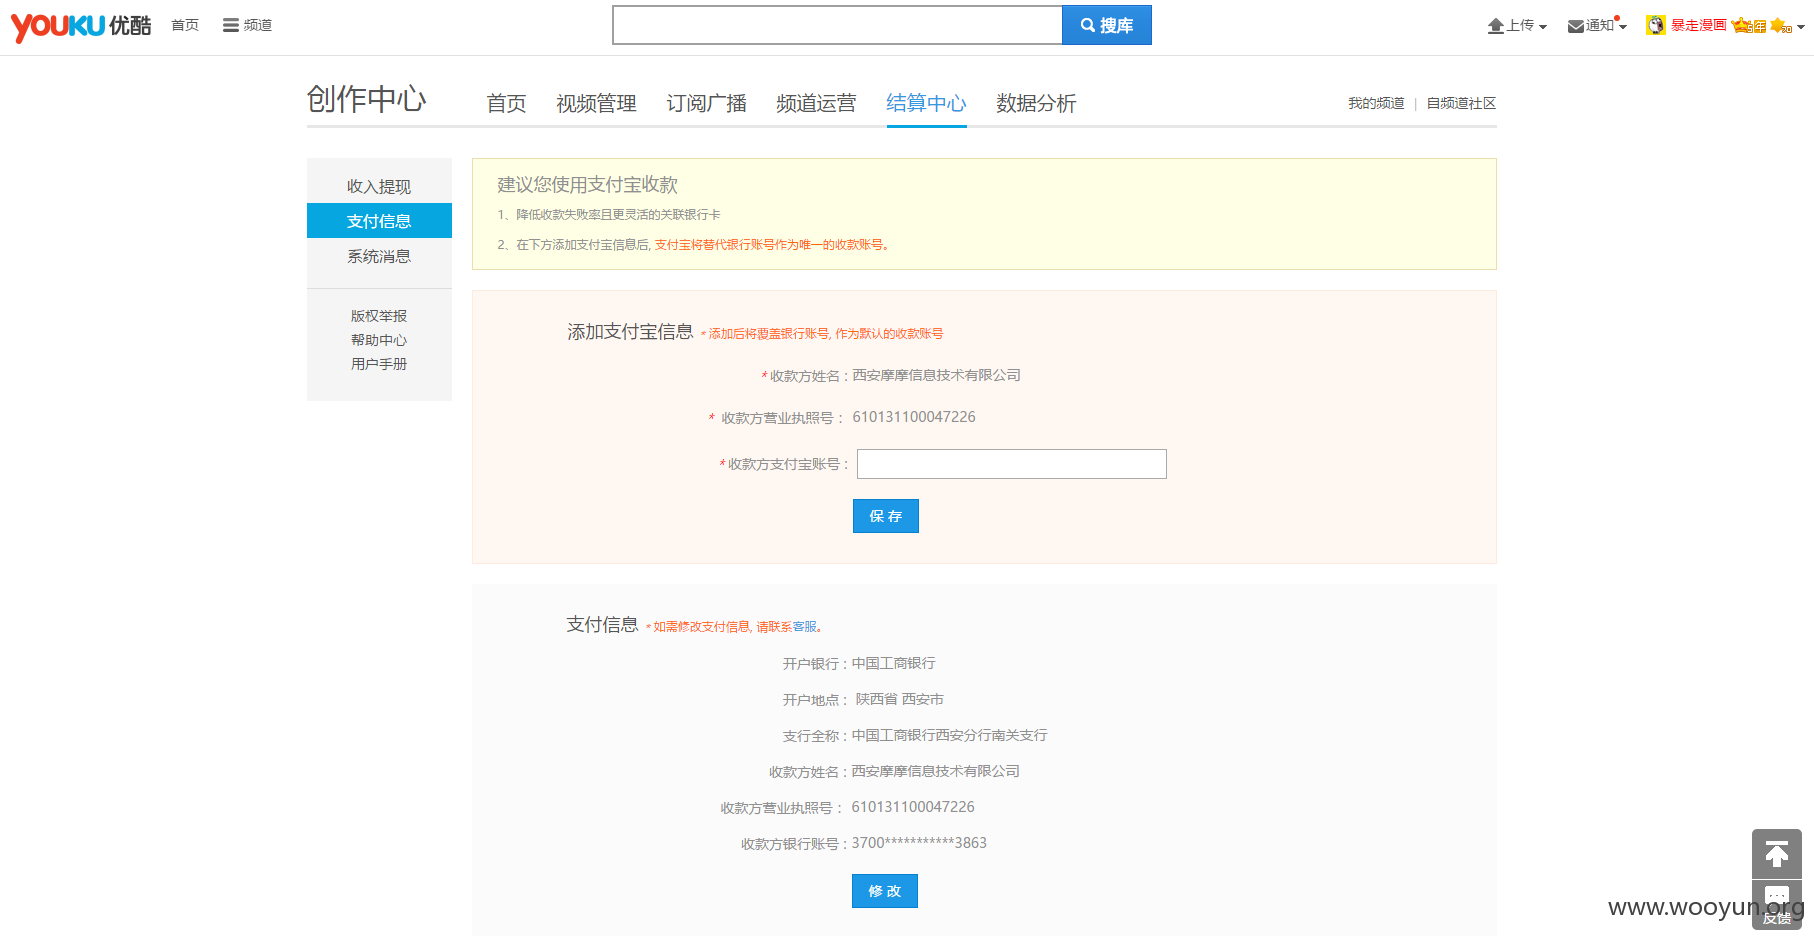 YOUKU 优酷 首页 频道 搜库 上传 通知 暴走漫画
创作中心 首页 视频管理 订阅广播 频道运营 结算中心 数据分析 我的频道 | 自频道社区
收入提现
支付信息
系统消息
版权举报
帮助中心
用户手册
建议您使用支付宝收款
1、降低收款失败率且更灵活的关联银行卡
2、在下方添加支付宝信息后, 支付宝将替代银行账号作为唯一的收款账号。
添加支付宝信息 * 添加后将覆盖银行账号, 作为默认的收款账号
* 收款方姓名 : 西安摩摩信息技术有限公司
* 收款方营业执照号 : 610131100047226
* 收款方支付宝账号 :
保 存
支付信息 * 如需修改支付信息, 请联系客服。
开户银行 : 中国工商银行
开户地点 : 陕西省 西安市
支行全称 : 中国工商银行西安分行南关支行
收款方姓名 : 西安摩摩信息技术有限公司
收款方营业执照号 : 610131100047226
收款方银行账号 : 3700***********3863
修 改
反馈
www.wooyun.org